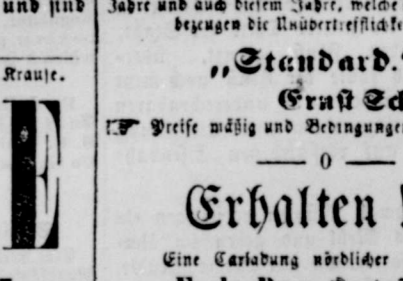 und sind
Krause.
E
Jahre und auch diesem Jahre, welche
bezeugen die Unübertrefflichke
„Standard.
Ernst Sch
☞ Preise mäßig und Bedingunge
— 0 —
Erhalten !
Eine Carladung nördlicher